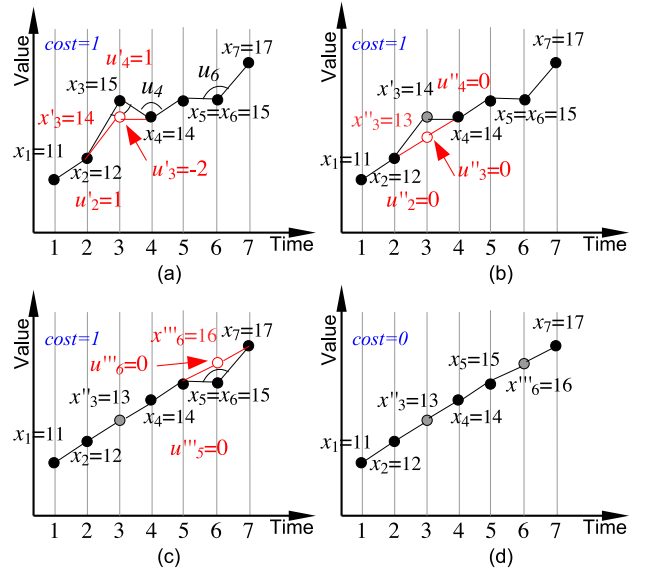 Value
cost=1
u'4=1
x3=15
u4
u6
x7=17
x'3=14
x4=14
x5=x6=15
x1=11
x2=12
u'3=-2
u'2=1
1 2 3 4 5 6 7 Time
(a)
Value
cost=1
x7=17
x'3=14
u''4=0
x''3=13
x5=x6=15
x4=14
x1=11
x2=12
u''3=0
u''2=0
1 2 3 4 5 6 7 Time
(b)
Value
cost=1
x'''6=16
x7=17
u'''6=0
x''3=13
x5=x6=15
x4=14
x1=11
x2=12
u'''5=0
1 2 3 4 5 6 7 Time
(c)
Value
cost=0
x7=17
x5=15
x'''6=16
x''3=13
x4=14
x1=11
x2=12
1 2 3 4 5 6 7 Time
(d)